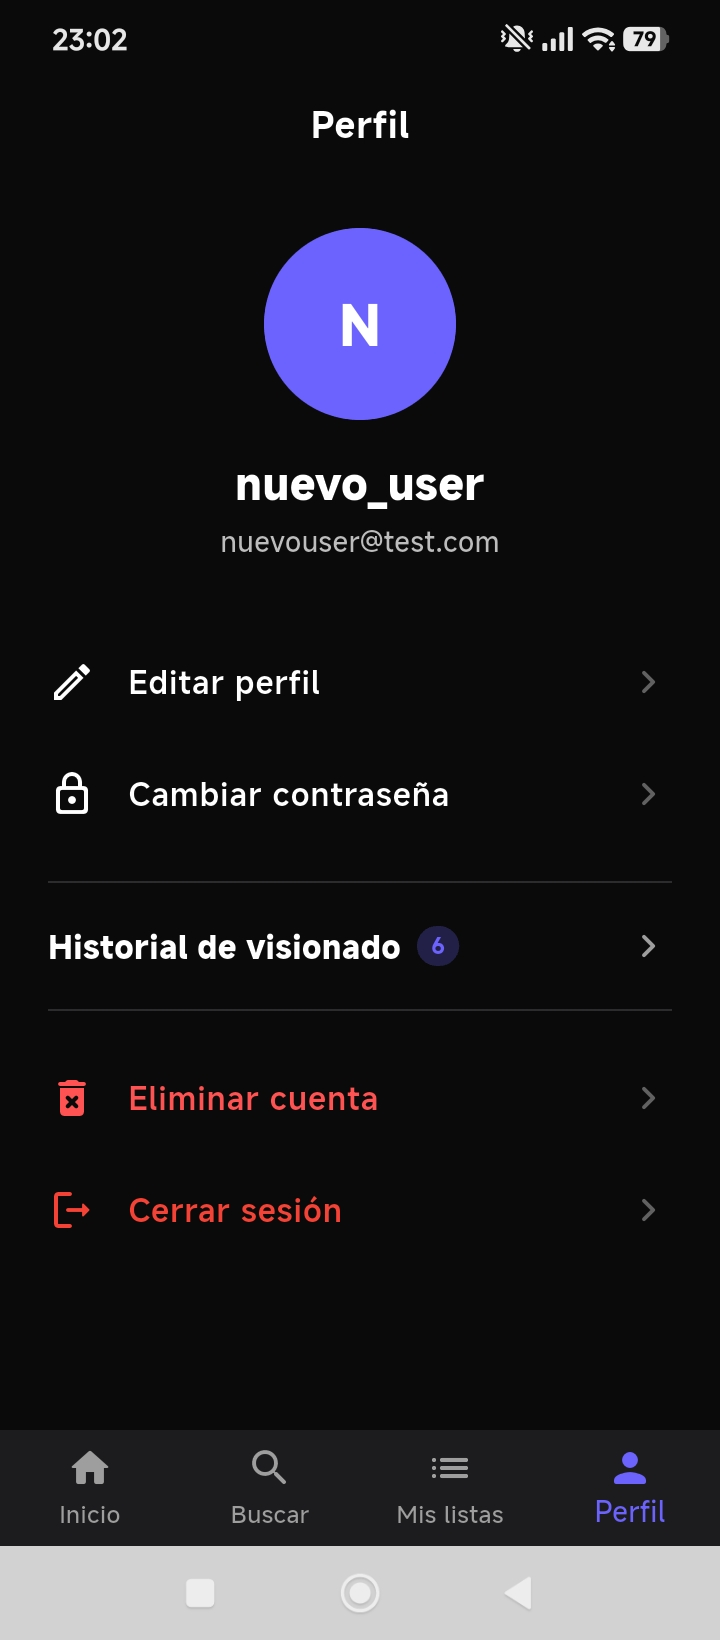 23:02
79
Perfil
N
nuevo_user
nuevouser@test.com
Editar perfil
Cambiar contraseña
Historial de visionado 6
Eliminar cuenta
Cerrar sesión
Inicio Buscar Mis listas Perfil